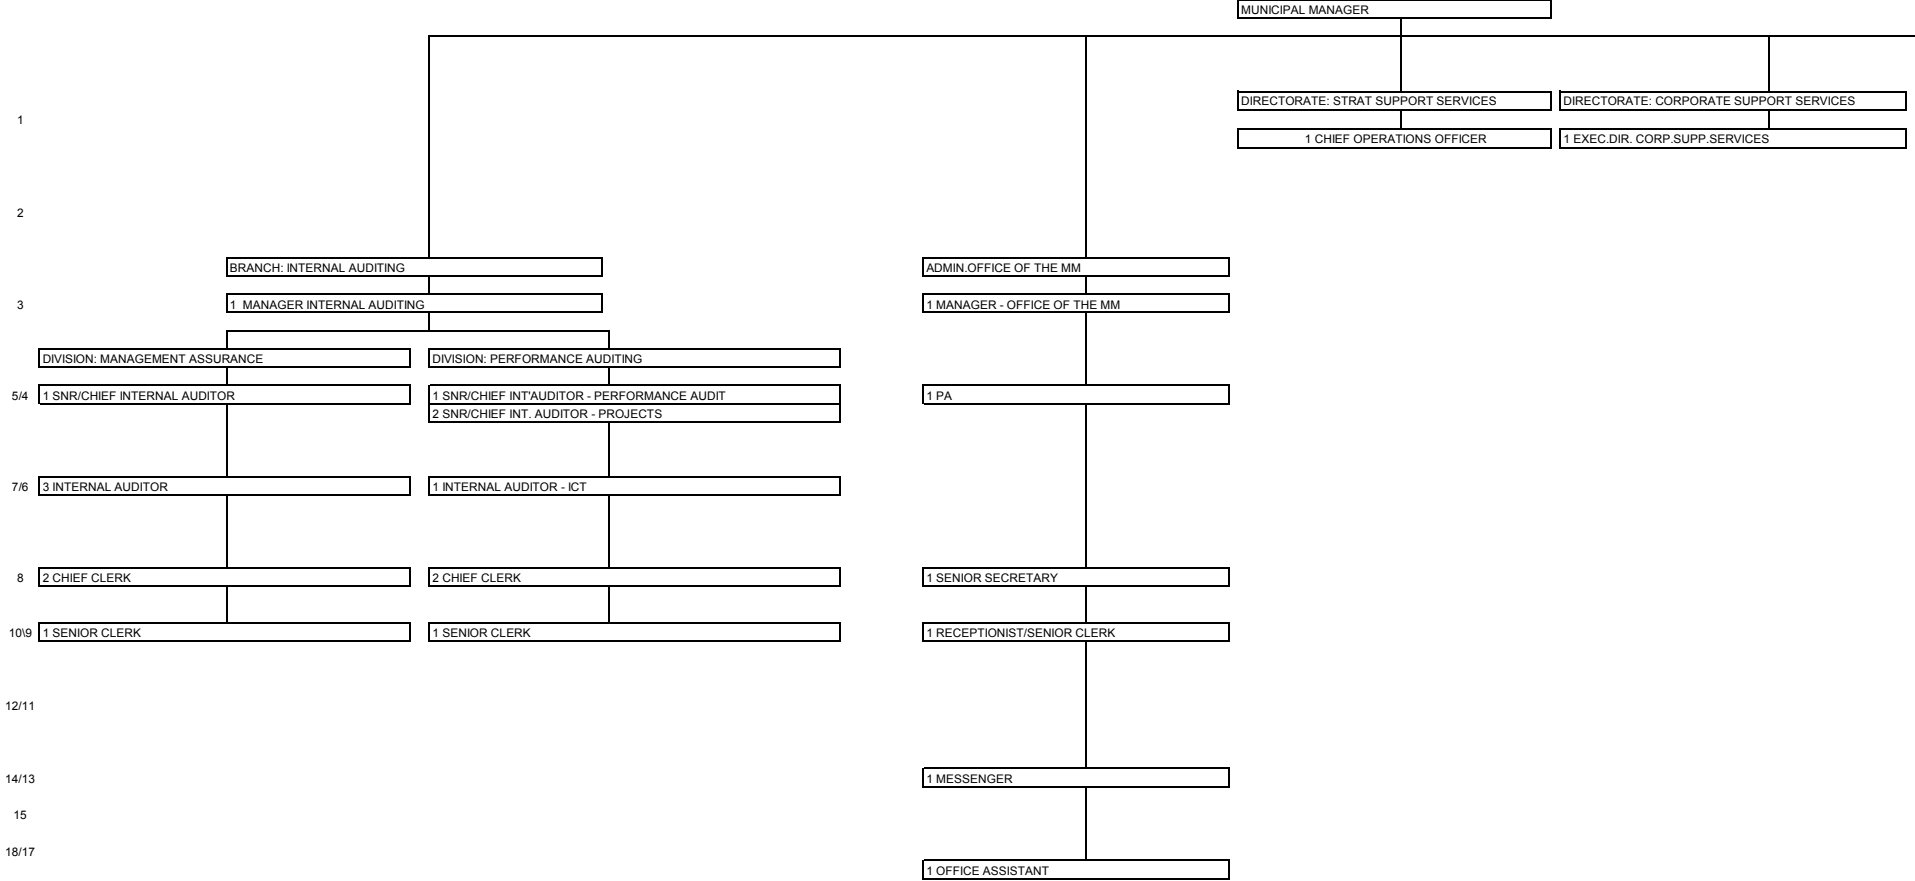 MUNICIPAL MANAGER
DIRECTORATE: STRAT SUPPORT SERVICES
DIRECTORATE: CORPORATE SUPPORT SERVICES
1
1 CHIEF OPERATIONS OFFICER
1 EXEC.DIR. CORP.SUPP.SERVICES
2
BRANCH: INTERNAL AUDITING
ADMIN.OFFICE OF THE MM
3
1 MANAGER INTERNAL AUDITING
1 MANAGER - OFFICE OF THE MM
DIVISION: MANAGEMENT ASSURANCE
DIVISION: PERFORMANCE AUDITING
5/4
1 SNR/CHIEF INTERNAL AUDITOR
1 SNR/CHIEF INT'AUDITOR - PERFORMANCE AUDIT
1 PA
2 SNR/CHIEF INT. AUDITOR - PROJECTS
7/6
3 INTERNAL AUDITOR
1 INTERNAL AUDITOR - ICT
8
2 CHIEF CLERK
2 CHIEF CLERK
1 SENIOR SECRETARY
10\9
1 SENIOR CLERK
1 SENIOR CLERK
1 RECEPTIONIST/SENIOR CLERK
12/11
14/13
1 MESSENGER
15
18/17
1 OFFICE ASSISTANT